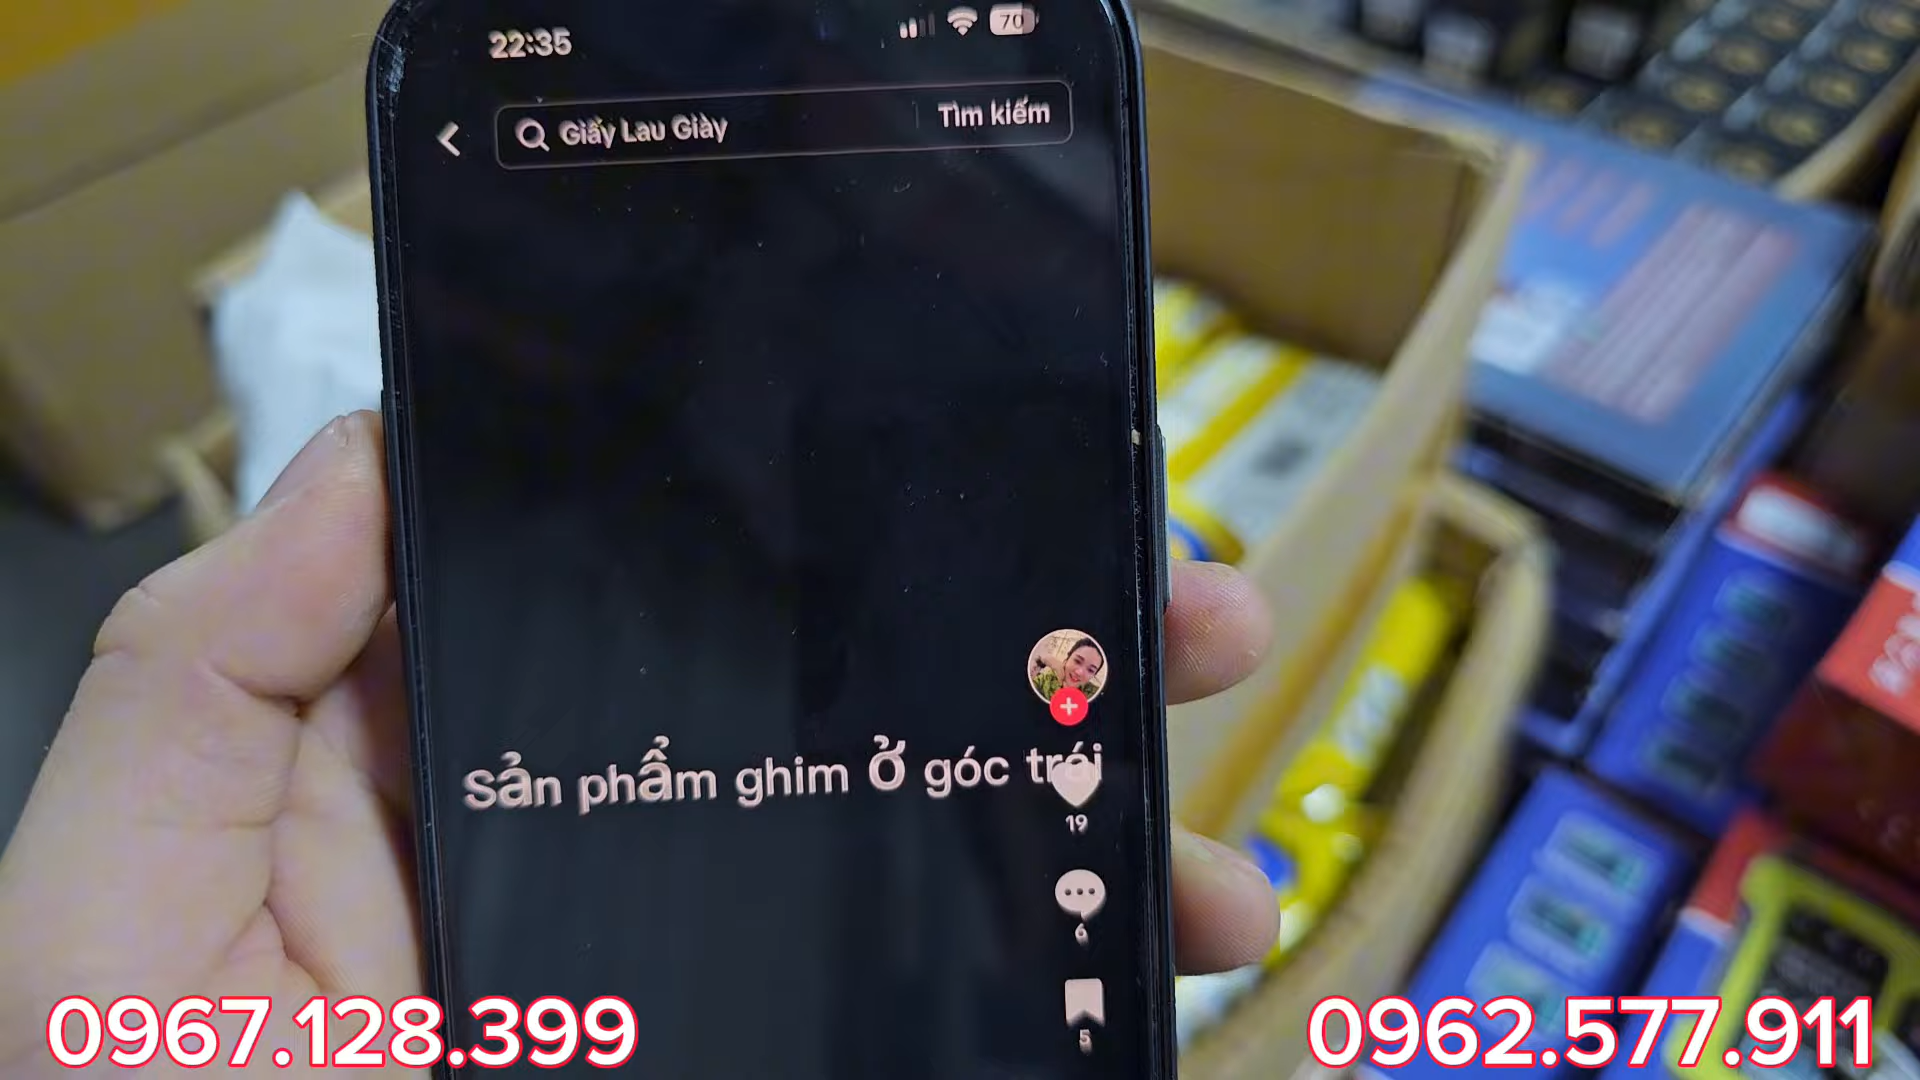 22:35
70
Giấy Lau Giày
Tìm kiếm
Sản phẩm ghim Ở góc trái
19
6
5
0967.128.399
0962.577.911